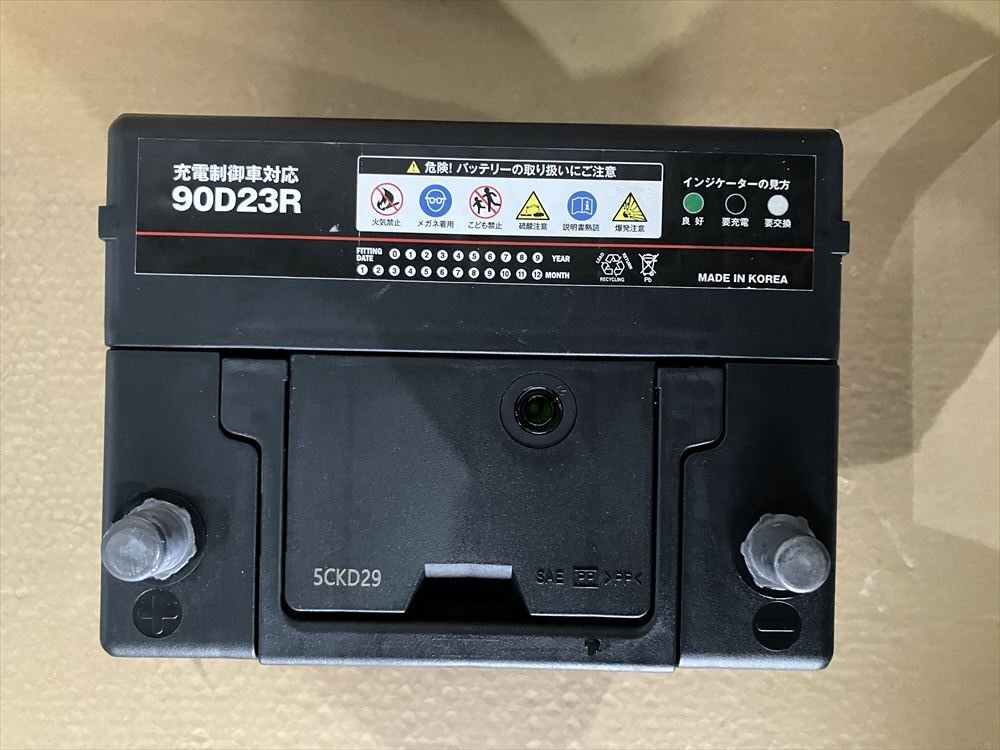 充電制御車対応
90D23R
危険! バッテリーの取り扱いにご注意
火気禁止 メガネ着用 こども禁止 硫酸注意 説明書熟読 爆発注意
インジケーターの見方
良好 要充電 要交換
FITTING DATE 0 1 2 3 4 5 6 7 8 9 YEAR
1 2 3 4 5 6 7 8 9 10 11 12 MONTH
LEAD RETURN
RECYCLING
Pb
MADE IN KOREA
5CKD29
SAE PP >PP<
+
−